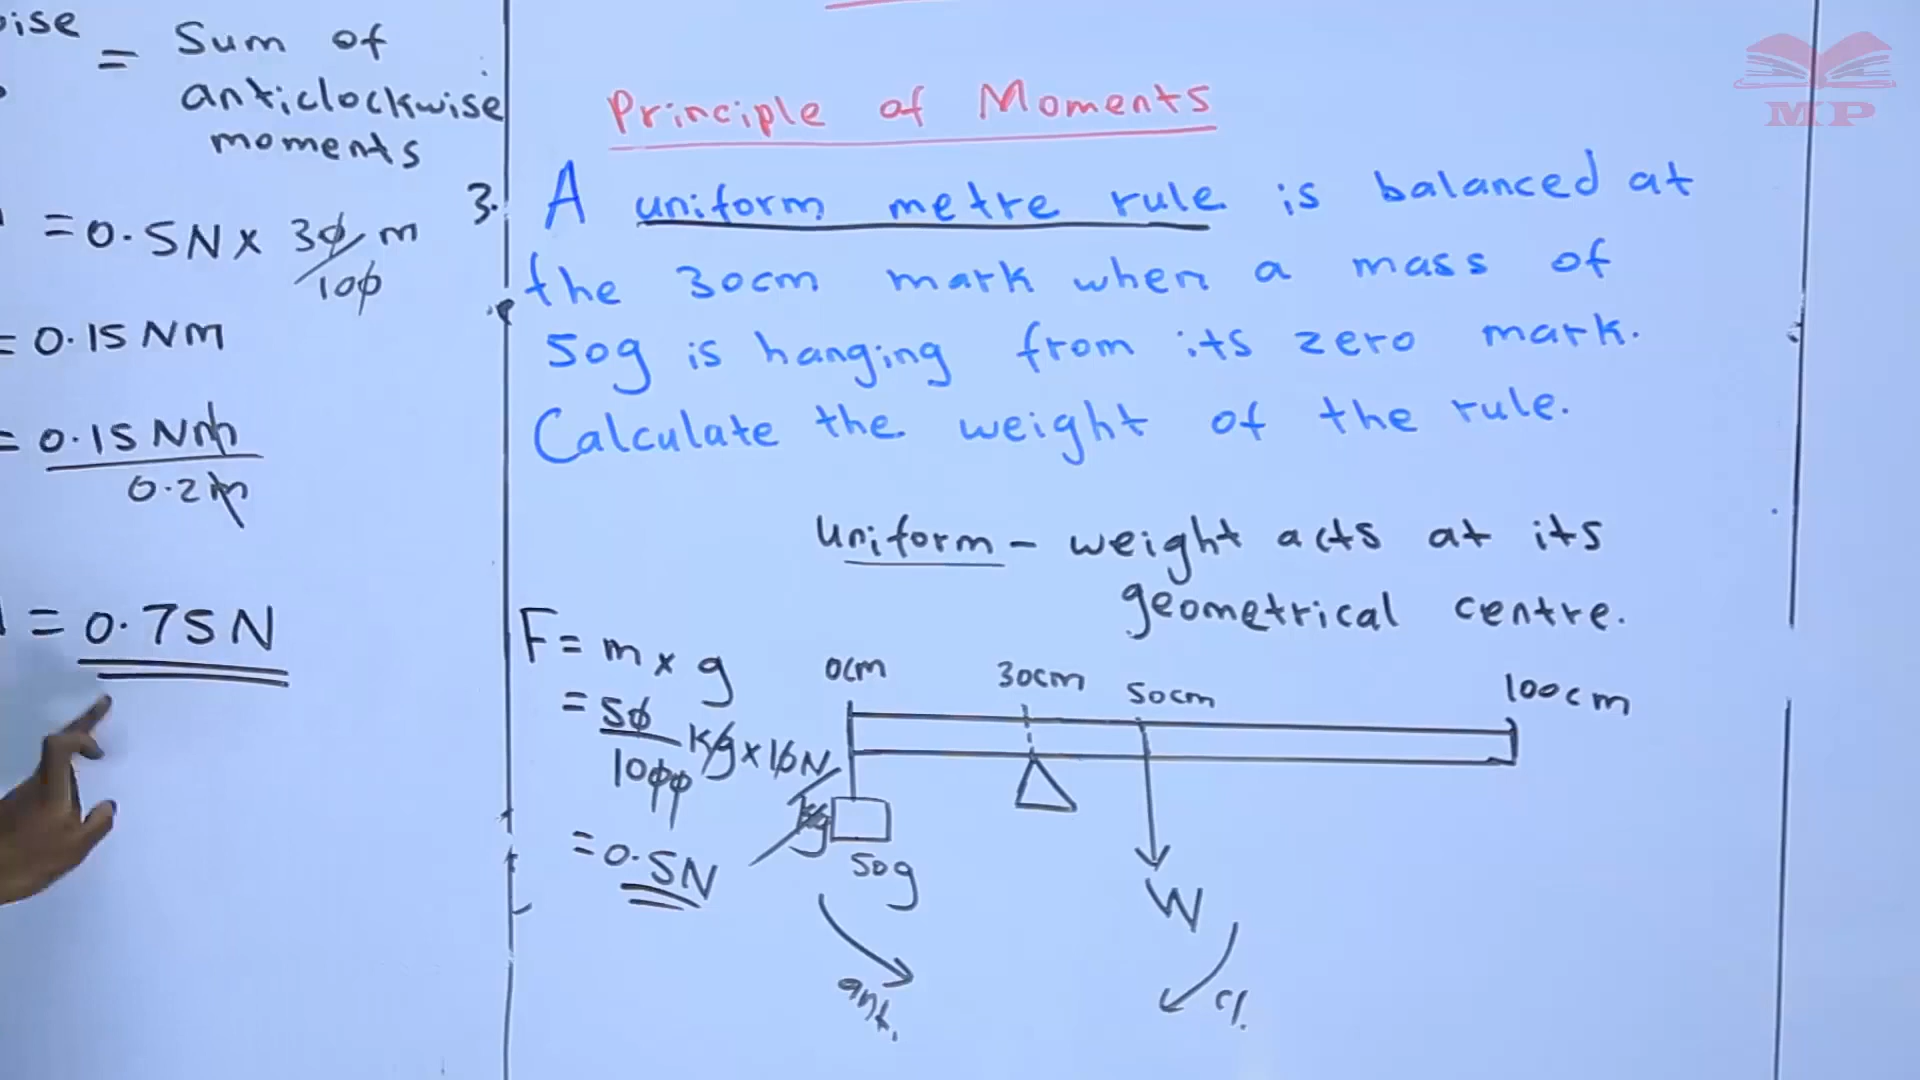 = Sum of
anticlockwise
moments
= 0.5N x 30/100 m
= 0.15 Nm
= 0.15 Nm
0.2m
= 0.75N
Principle of Moments
3. A uniform metre rule is balanced at
the 30cm mark when a mass of
50g is hanging from its zero mark.
Calculate the weight of the rule.
Uniform - weight acts at its
geometrical centre.
F = m x g
= 50/1000 kg x 10N/kg
= 0.5N
0cm
30cm
50cm
100cm
50g
W
ant.
cl.
MP